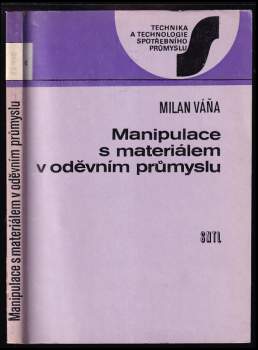 TECHNIKA
A TECHNOLOGIE
SPOTŘEBNÍHO
PRŮMYSLU
MILAN VÁŇA
Manipulace
s materiálem
v oděvním průmyslu
SNTL
Manipulace s materiálem v oděvním průmyslu